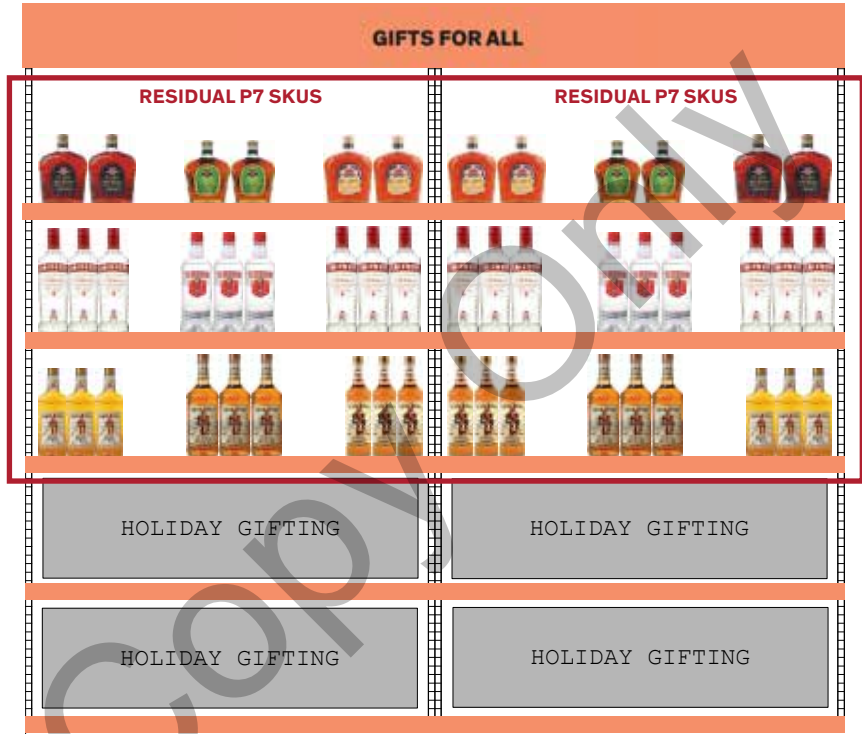 GIFTS FOR ALL
RESIDUAL P7 SKUS
RESIDUAL P7 SKUS
HOLIDAY GIFTING
HOLIDAY GIFTING
HOLIDAY GIFTING
HOLIDAY GIFTING
Copy Only